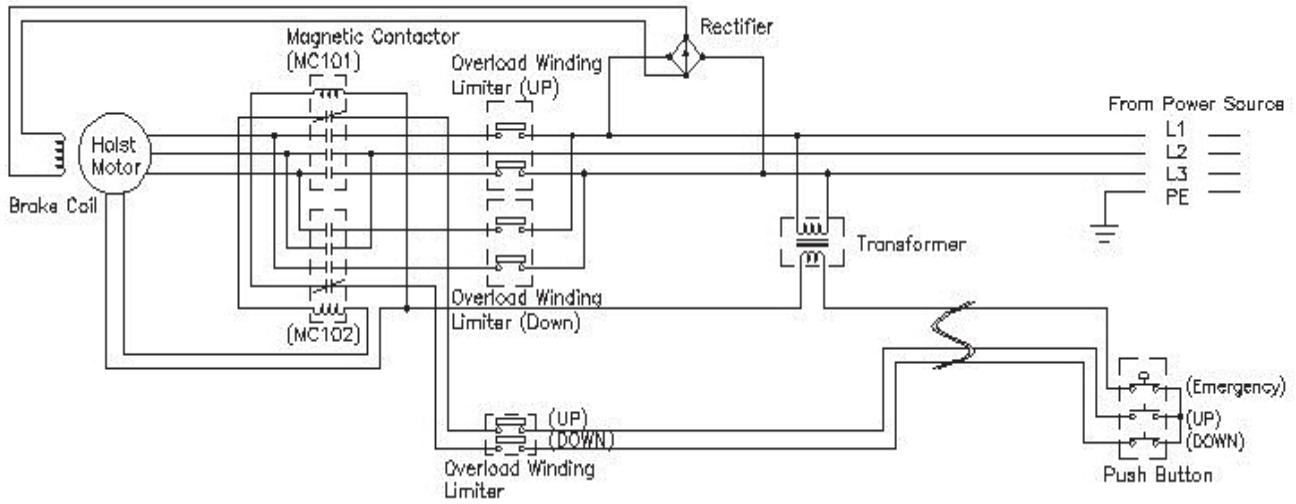 Rectifier
Magnetic Contactor
(MC101)
Overload Winding
Limiter (UP)
From Power Source
L1
L2
L3
PE
Hoist
Motor
Brake Coil
Transformer
Overload Winding
Limiter (Down)
(MC102)
(Emergency)
(UP)
(DOWN)
Push Button
(UP)
(DOWN)
Overload Winding
Limiter